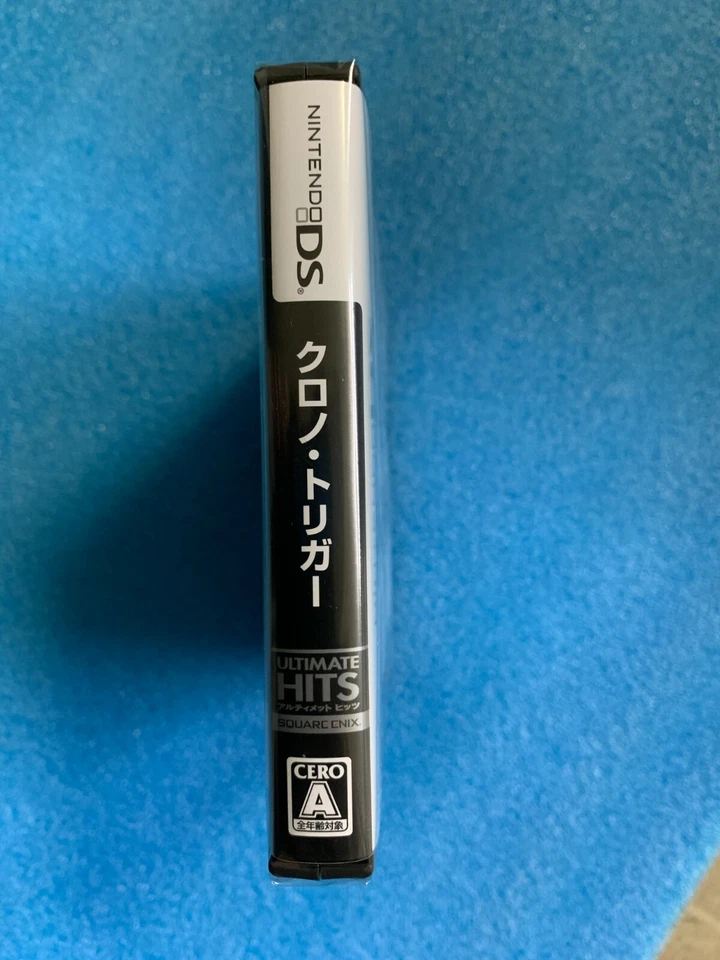 NINTENDO DS®
クロノ・トリガー
ULTIMATE
HITS
アルティメット ヒッツ
SQUARE ENIX™
CERO
A
全年齢対象